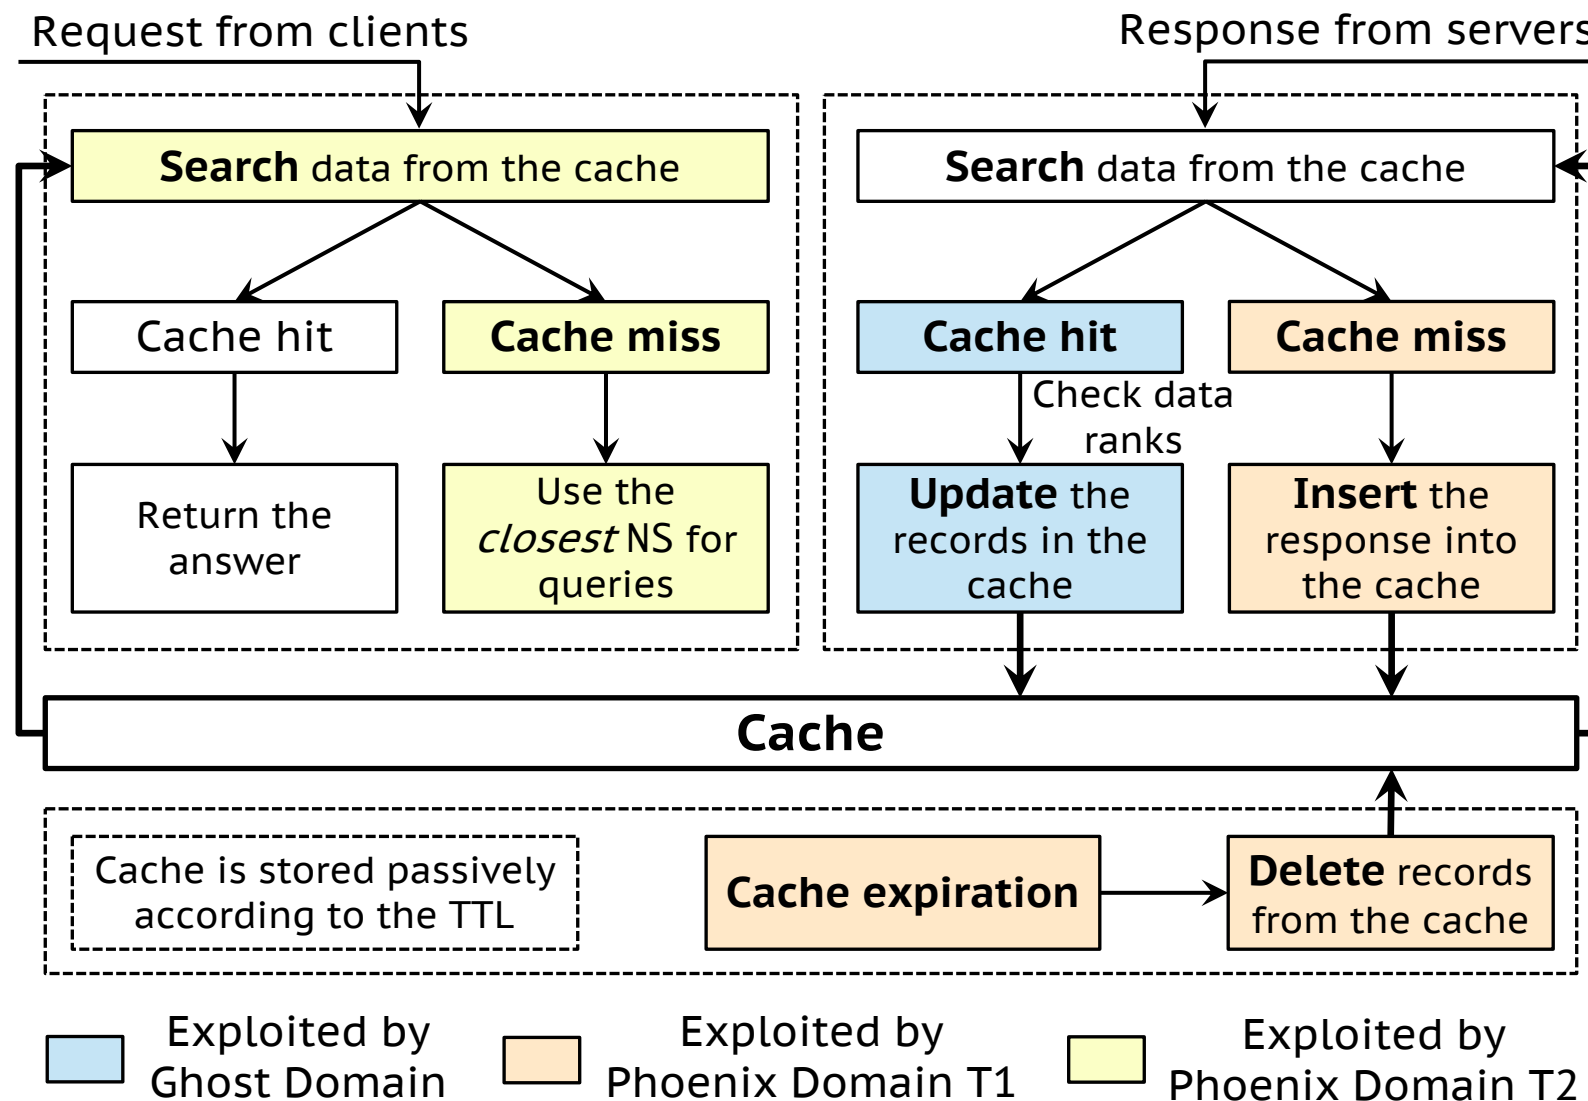 Request from clients
Response from servers
Search data from the cache
Search data from the cache
Cache hit
Cache miss
Cache hit
Cache miss
Check data
ranks
Return the
answer
Use the
closest NS for
queries
Update the
records in the
cache
Insert the
response into
the cache
Cache
Cache is stored passively
according to the TTL
Cache expiration
Delete records
from the cache
Exploited by
Ghost Domain
Exploited by
Phoenix Domain T1
Exploited by
Phoenix Domain T2